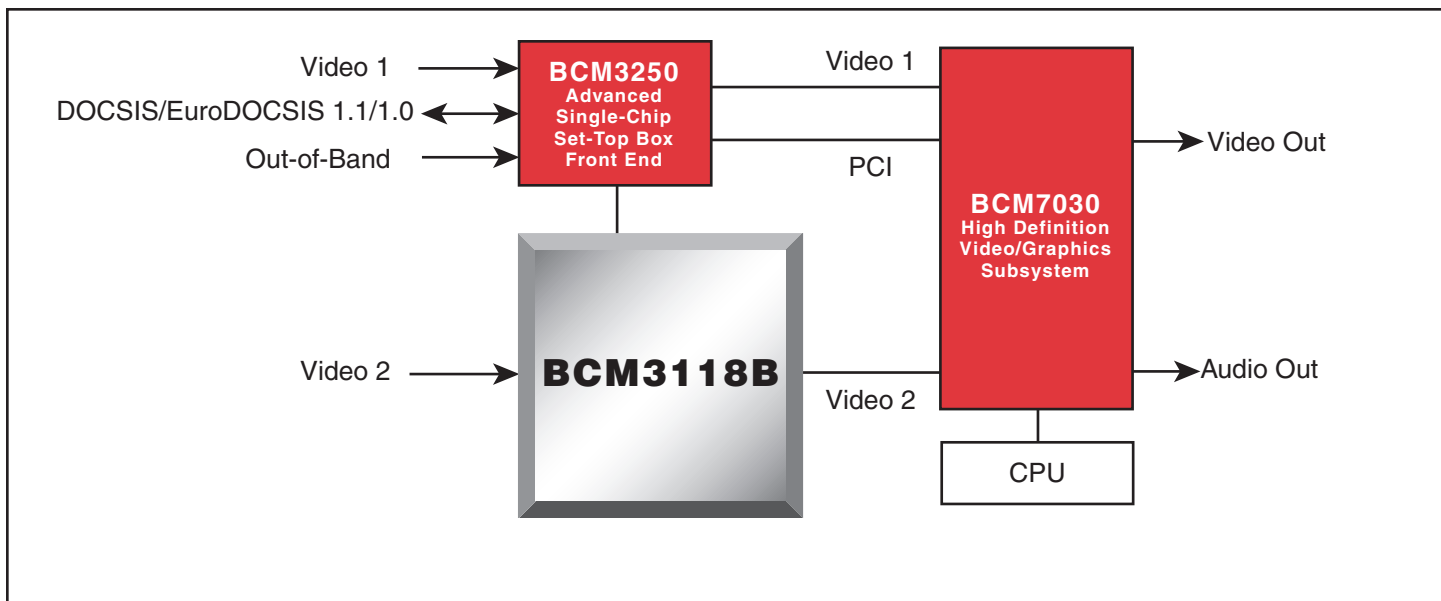 Video 1
DOCSIS/EuroDOCSIS 1.1/1.0
Out-of-Band
BCM3250
Advanced
Single-Chip
Set-Top Box
Front End
Video 1
PCI
BCM7030
High Definition
Video/Graphics
Subsystem
Video Out
Video 2
BCM3118B
Video 2
Audio Out
CPU